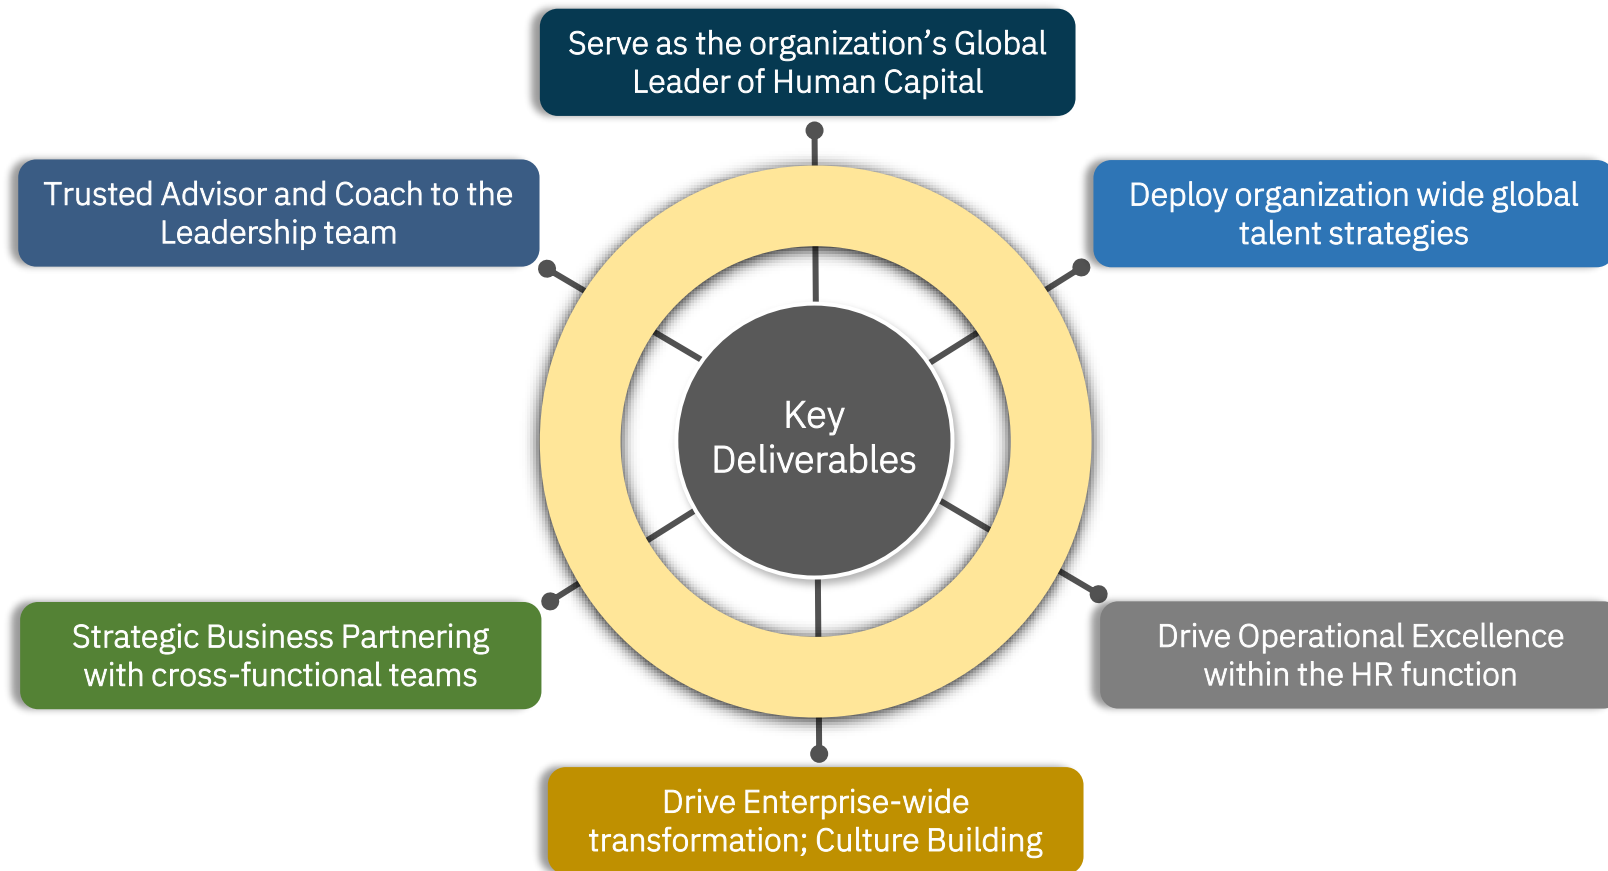 Serve as the organization’s Global
Leader of Human Capital
Trusted Advisor and Coach to the
Leadership team
Deploy organization wide global
talent strategies
Key
Deliverables
Strategic Business Partnering
with cross-functional teams
Drive Operational Excellence
within the HR function
Drive Enterprise-wide
transformation; Culture Building